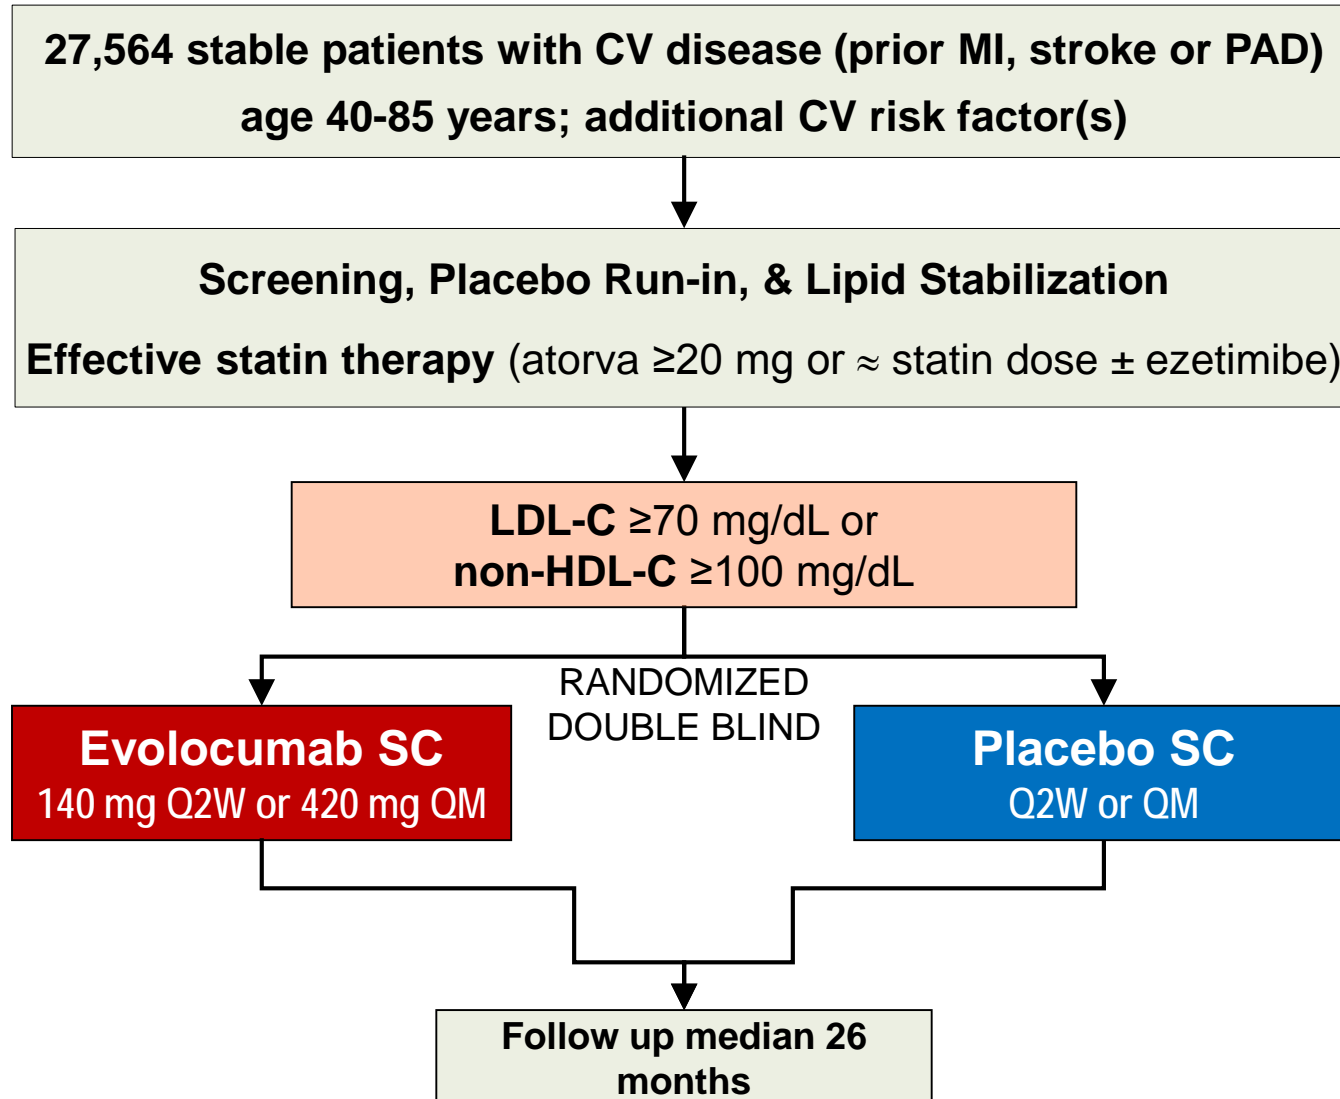 27,564 stable patients with CV disease (prior MI, stroke or PAD)
age 40-85 years; additional CV risk factor(s)
Screening, Placebo Run-in, & Lipid Stabilization
Effective statin therapy (atorva ≥20 mg or ≈ statin dose ± ezetimibe)
LDL-C ≥70 mg/dL or
non-HDL-C ≥100 mg/dL
RANDOMIZED
DOUBLE BLIND
Evolocumab SC
140 mg Q2W or 420 mg QM
Placebo SC
Q2W or QM
Follow up median 26
months